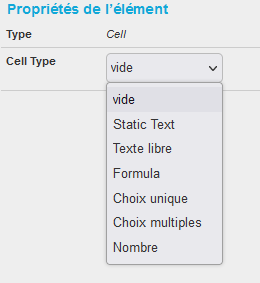 Propriétés de l'élément
Type Cell
Cell Type vide
vide
Static Text
Texte libre
Formula
Choix unique
Choix multiples
Nombre